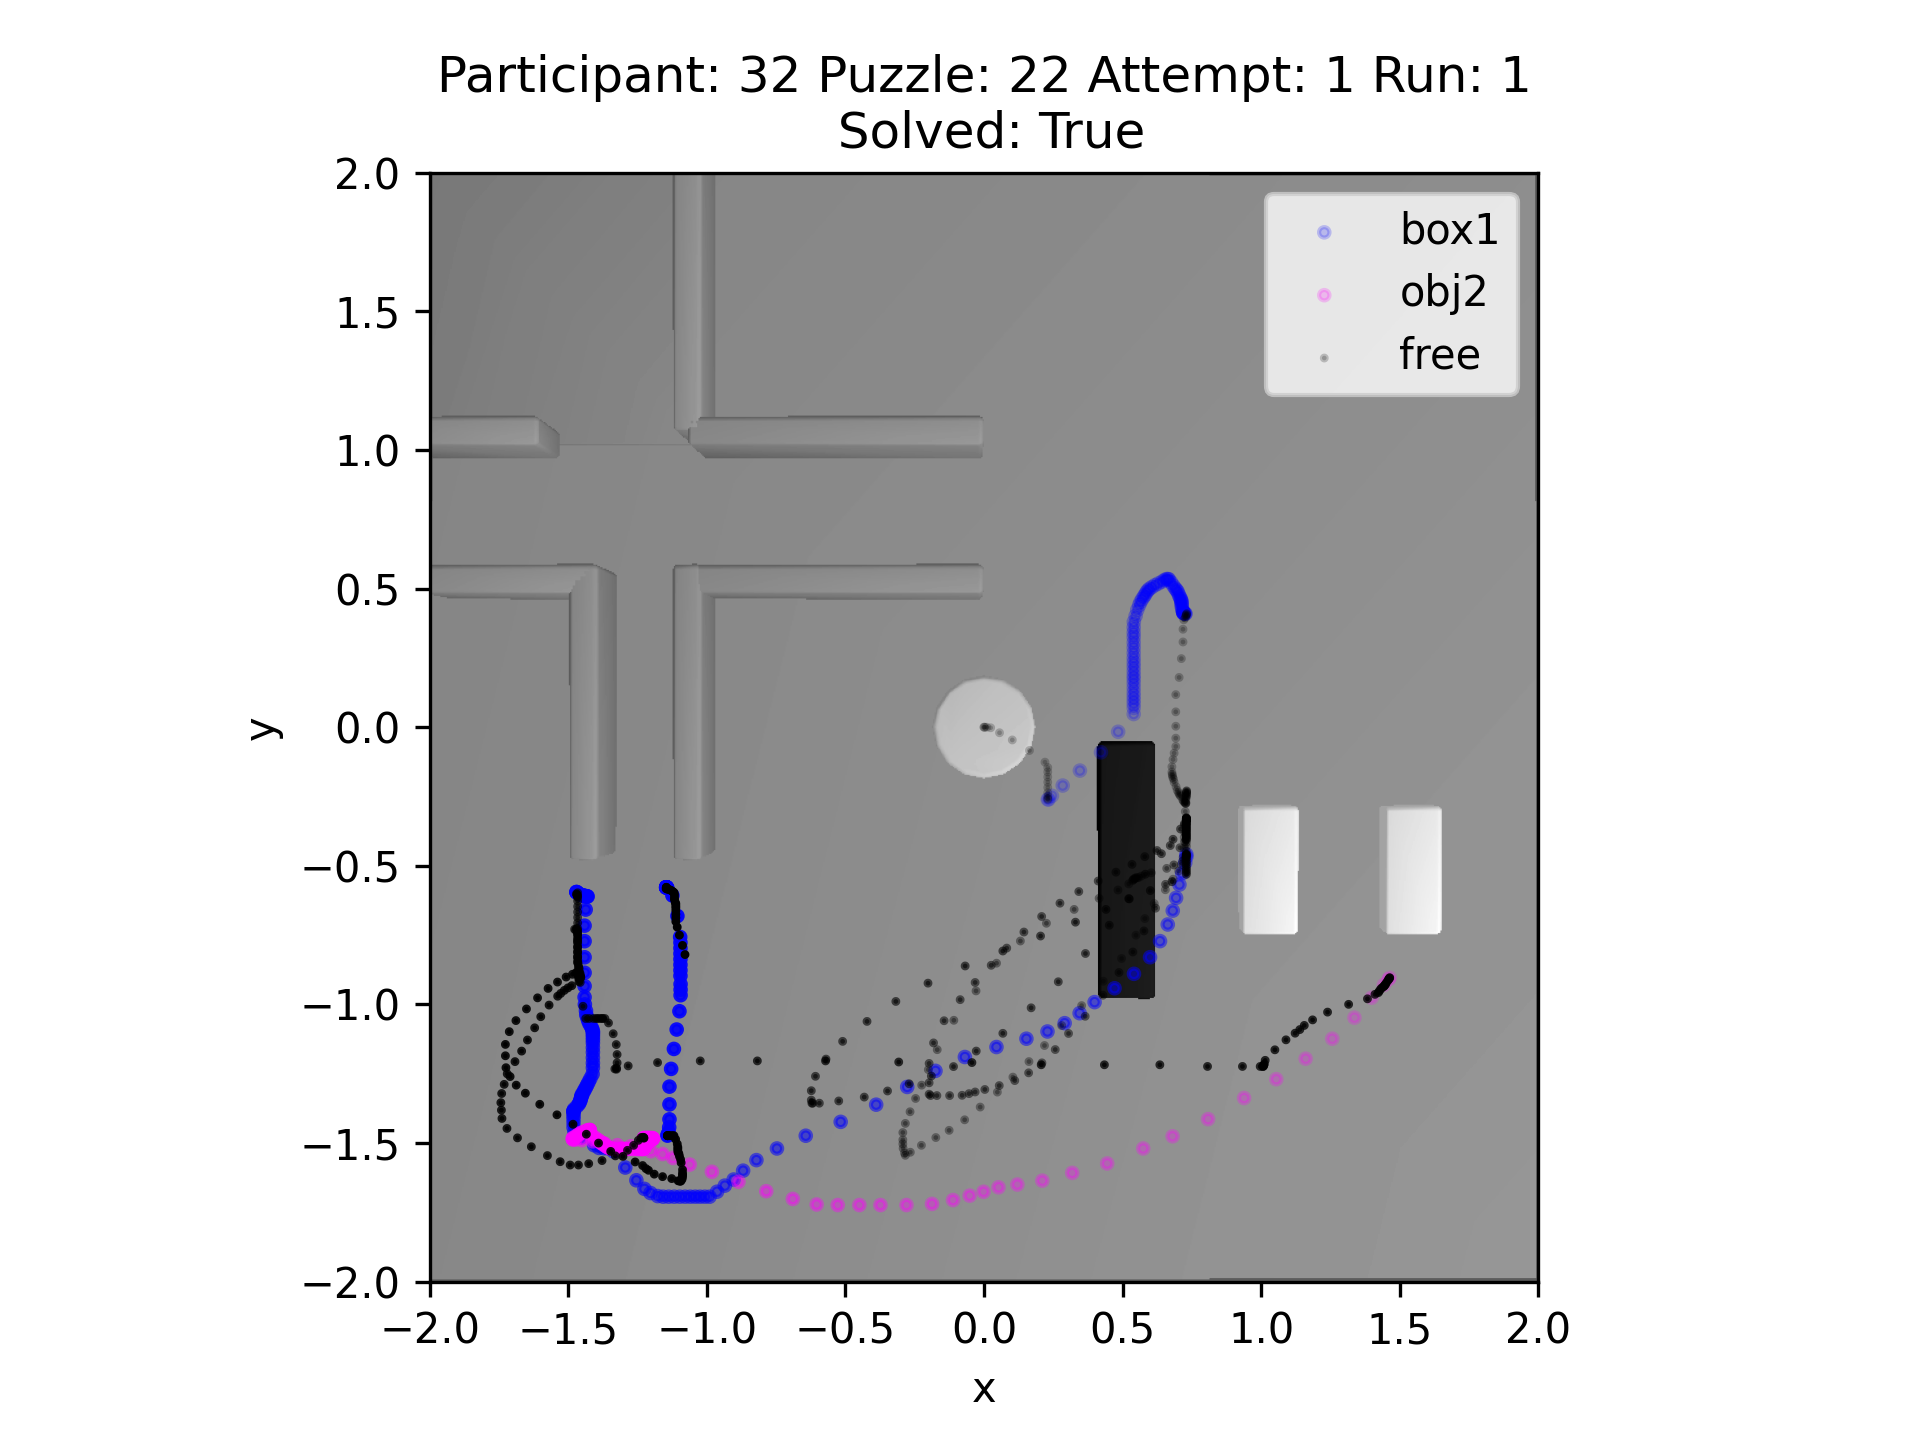 Participant: 32 Puzzle: 22 Attempt: 1 Run: 1
Solved: True
2.0
1.5
1.0
0.5
0.0
−0.5
−1.0
−1.5
−2.0
y
box1
obj2
free
−2.0 −1.5 −1.0 −0.5 0.0 0.5 1.0 1.5 2.0
x